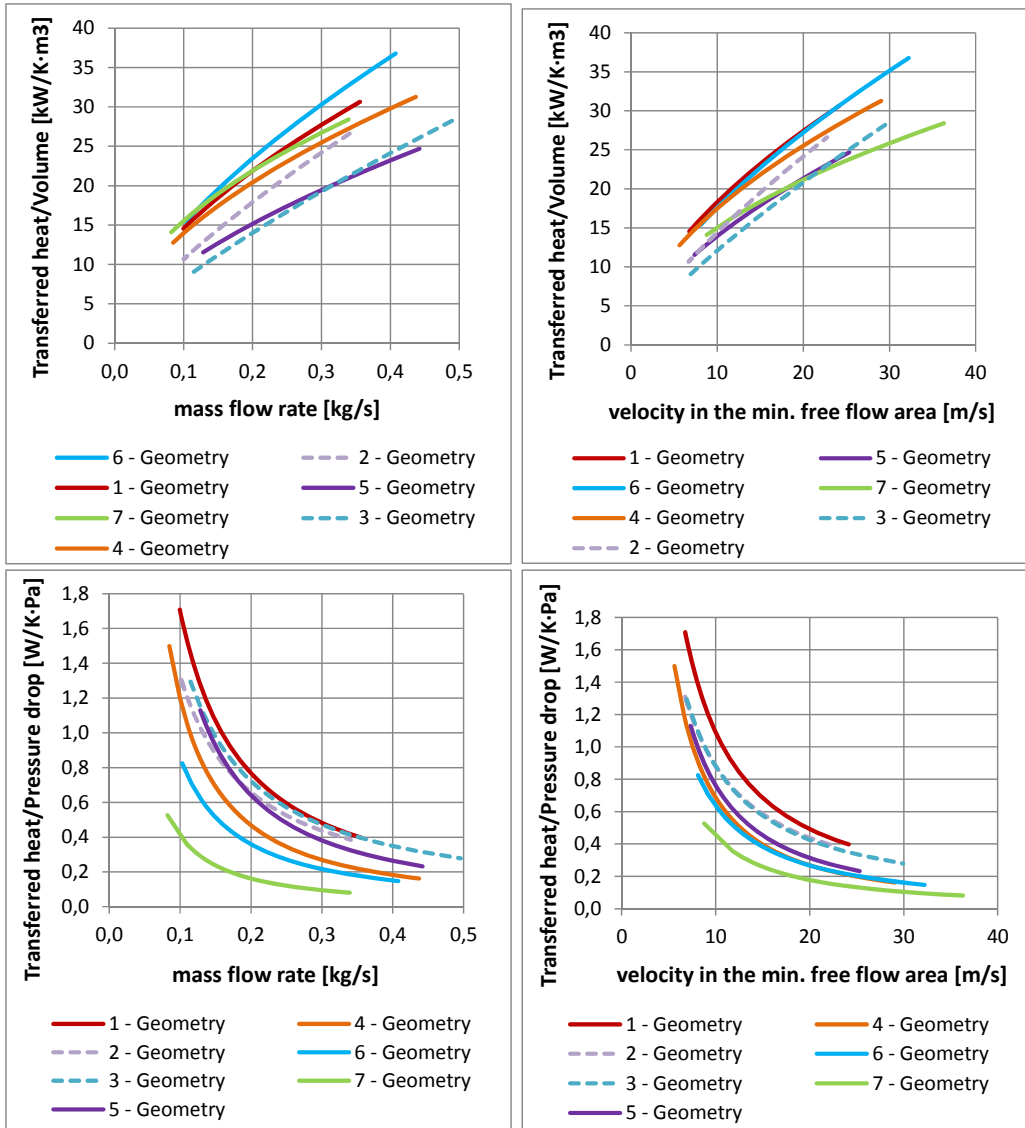 Transferred heat/Volume [kW/K·m3]
40
35
30
25
20
15
10
5
0
0,0 0,1 0,2 0,3 0,4 0,5
mass flow rate [kg/s]
6 - Geometry 2 - Geometry
1 - Geometry 5 - Geometry
7 - Geometry 3 - Geometry
4 - Geometry
Transferred heat/Volume [kW/K·m3]
40
35
30
25
20
15
10
5
0
0 10 20 30 40
velocity in the min. free flow area [m/s]
1 - Geometry 5 - Geometry
6 - Geometry 7 - Geometry
4 - Geometry 3 - Geometry
2 - Geometry
Transferred heat/Pressure drop [W/K·Pa]
1,8
1,6
1,4
1,2
1,0
0,8
0,6
0,4
0,2
0,0
0,0 0,1 0,2 0,3 0,4 0,5
mass flow rate [kg/s]
1 - Geometry 4 - Geometry
2 - Geometry 6 - Geometry
3 - Geometry 7 - Geometry
5 - Geometry
Transferred heat/Pressure drop [W/K·Pa]
1,8
1,6
1,4
1,2
1,0
0,8
0,6
0,4
0,2
0,0
0 10 20 30 40
velocity in the min. free flow area [m/s]
1 - Geometry 4 - Geometry
2 - Geometry 6 - Geometry
3 - Geometry 7 - Geometry
5 - Geometry